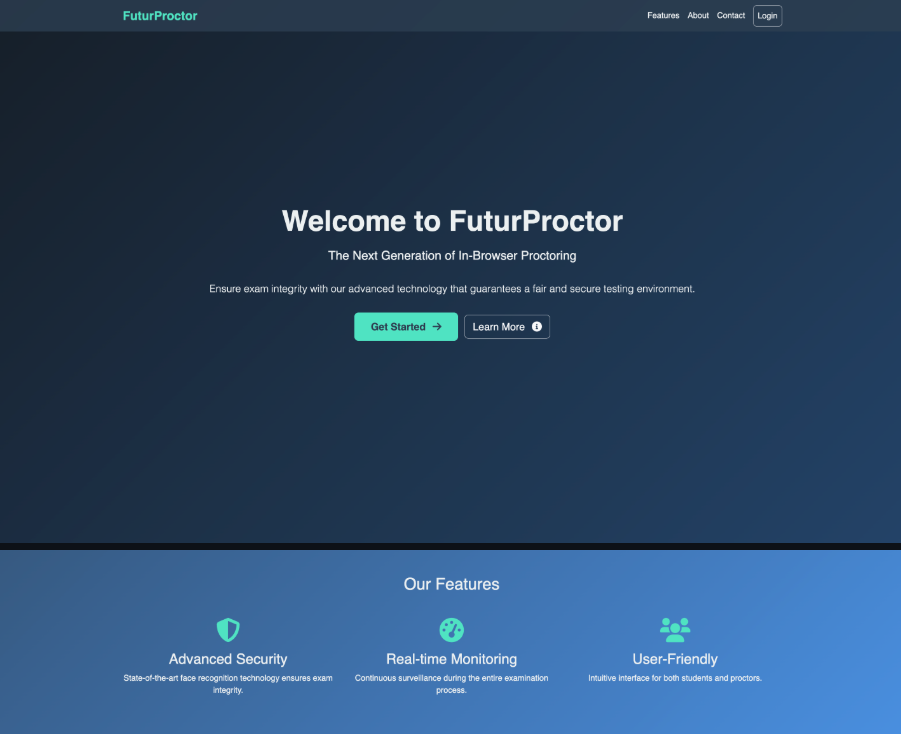 FuturProctor
Features About Contact Login
Welcome to FuturProctor
The Next Generation of In-Browser Proctoring
Ensure exam integrity with our advanced technology that guarantees a fair and secure testing environment.
Get Started
Learn More
Our Features
Advanced Security
State-of-the-art face recognition technology ensures exam
integrity.
Real-time Monitoring
Continuous surveillance during the entire examination
process.
User-Friendly
Intuitive interface for both students and proctors.